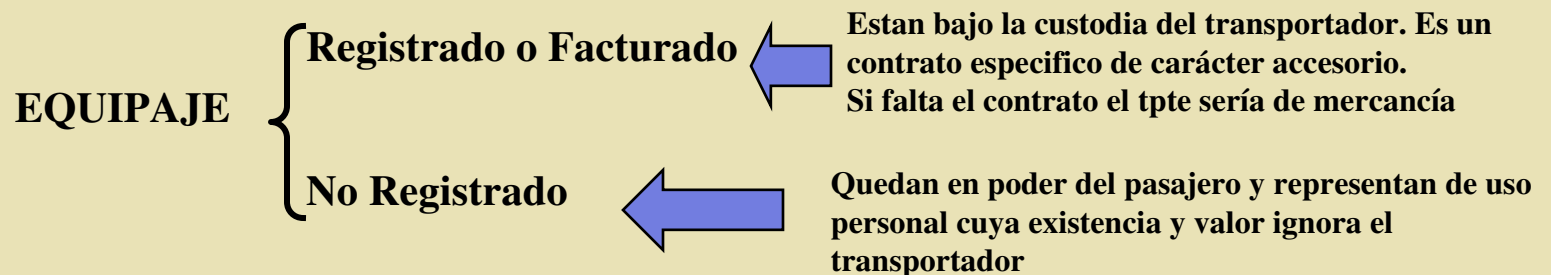 EQUIPAJE
Registrado o Facturado
Estan bajo la custodia del transportador. Es un
contrato especifico de carácter accesorio.
Si falta el contrato el tpte sería de mercancía
No Registrado
Quedan en poder del pasajero y representan de uso
personal cuya existencia y valor ignora el
transportador